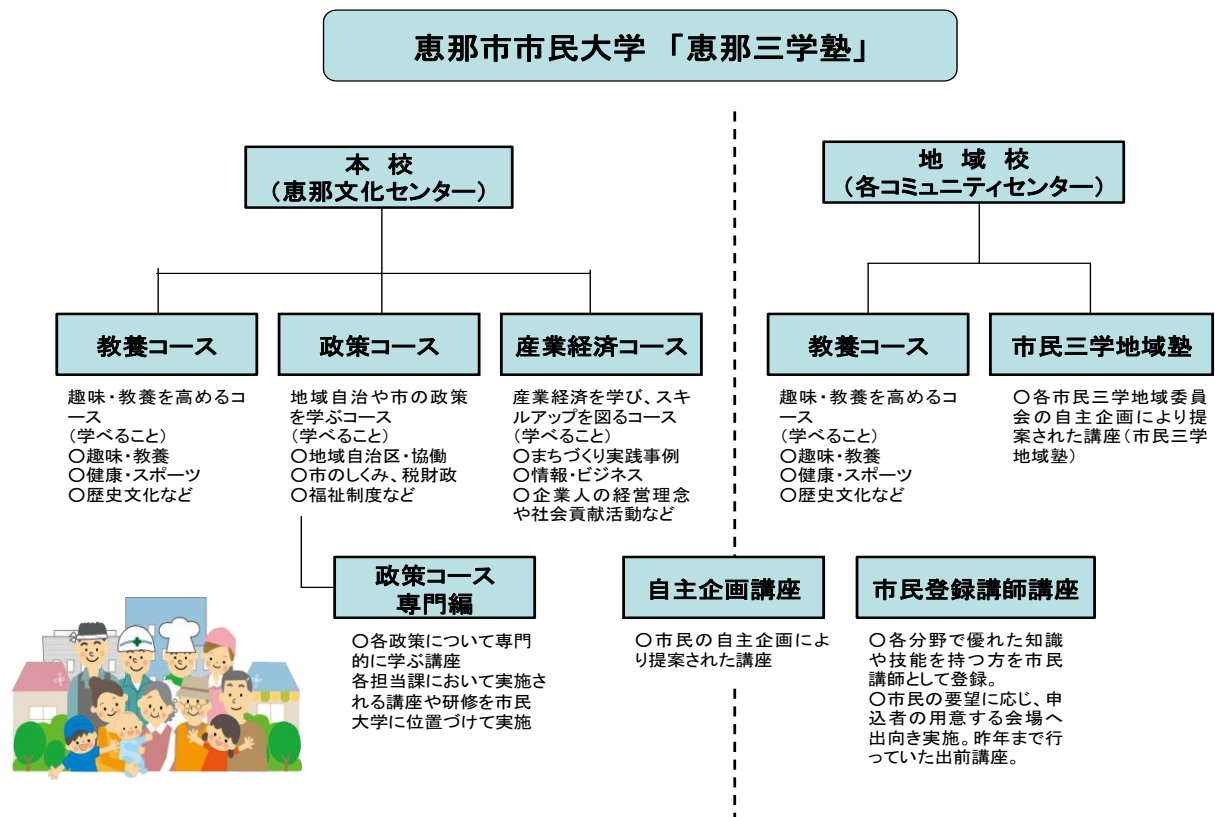 恵那市市民大学 「恵那三学塾」
本 校
(恵那文化センター)
地 域 校
(各コミュニティセンター)
教養コース
趣味・教養を高めるコ
ース
(学べること)
〇趣味・教養
〇健康・スポーツ
〇歴史文化など
政策コース
地域自治や市の政策
を学ぶコース
(学べること)
〇地域自治区・協働
〇市のしくみ、税財政
〇福祉制度など
産業経済コース
産業経済を学び、スキ
ルアップを図るコース
(学べること)
〇まちづくり実践事例
〇情報・ビジネス
〇企業人の経営理念
や社会貢献活動など
教養コース
趣味・教養を高めるコ
ース
(学べること)
〇趣味・教養
〇健康・スポーツ
〇歴史文化など
市民三学地域塾
〇各市民三学地域委員
会の自主企画により提
案された講座(市民三学
地域塾)
政策コース
専門編
〇各政策について専門
的に学ぶ講座
各担当課において実施さ
れる講座や研修を市民
大学に位置づけて実施
自主企画講座
〇市民の自主企画によ
り提案された講座
市民登録講師講座
〇各分野で優れた知識
や技能を持つ方を市民
講師として登録。
〇市民の要望に応じ、申
込者の用意する会場へ
出向き実施。昨年まで行
っていた出前講座。